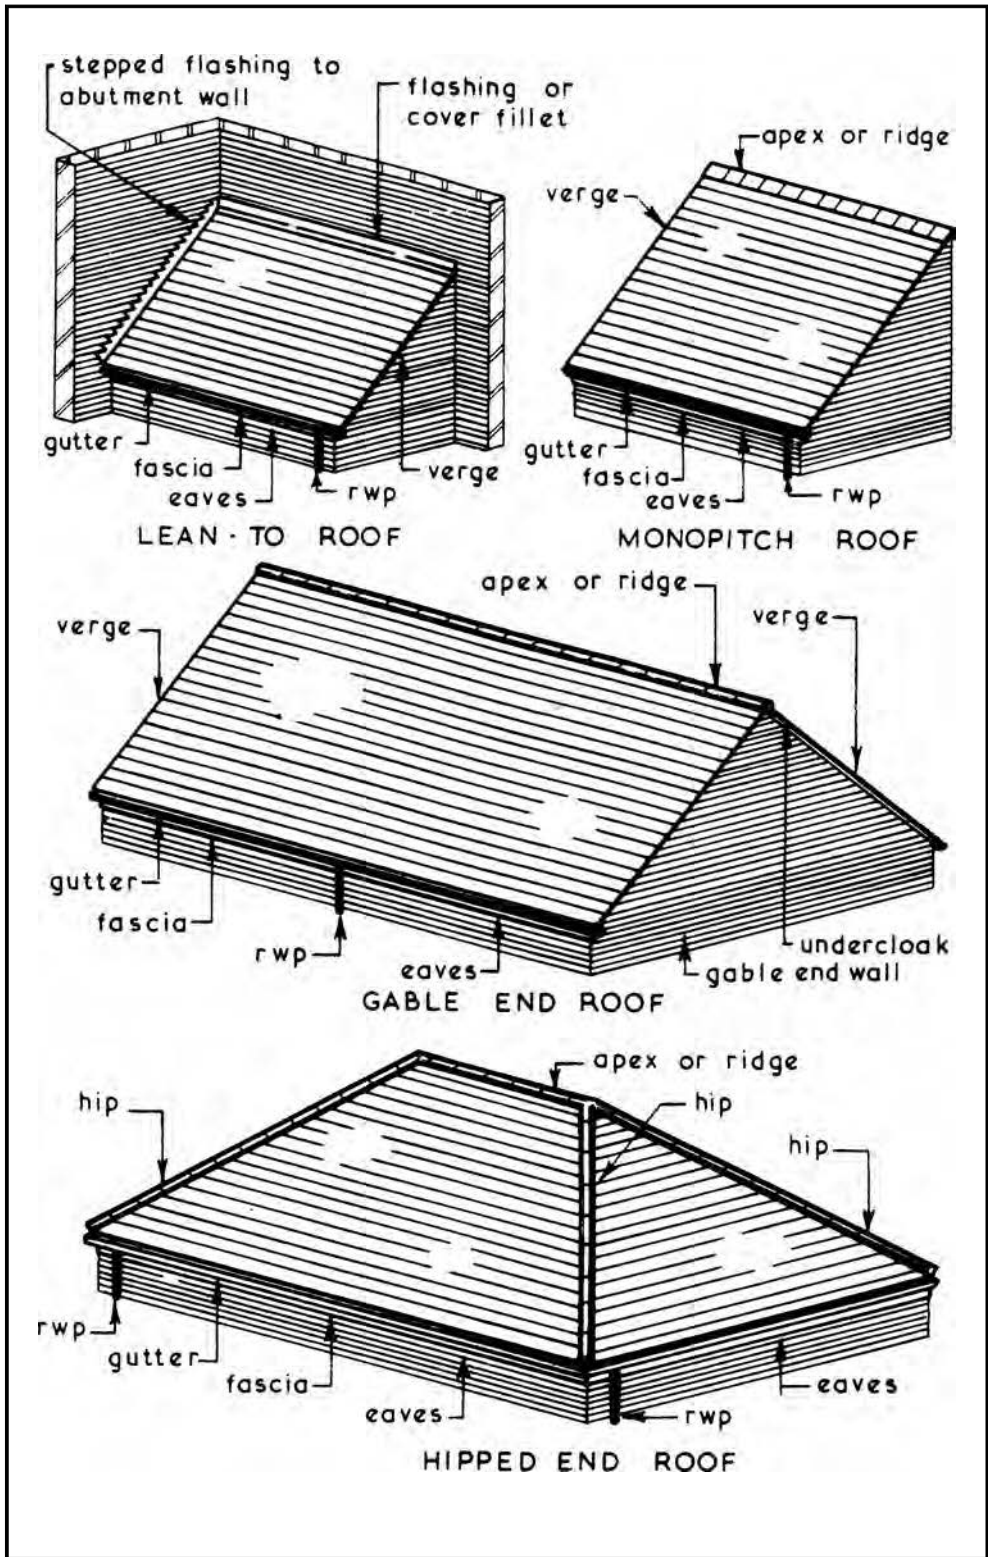 stepped flashing to
abutment wall
flashing or
cover fillet
gutter
fascia
eaves
rwp
verge
LEAN-TO ROOF
apex or ridge
verge
gutter
fascia
eaves
rwp
MONOPITCH ROOF
apex or ridge
verge
verge
gutter
fascia
rwp
eaves
undercloak
gable end wall
GABLE END ROOF
apex or ridge
hip
hip
hip
rwp
gutter
fascia
eaves
eaves
rwp
HIPPED END ROOF